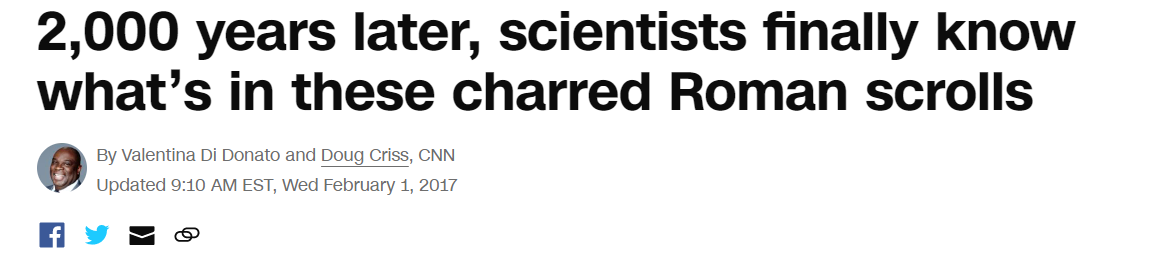 2,000 years later, scientists finally know
what's in these charred Roman scrolls
By Valentina Di Donato and Doug Criss, CNN
Updated 9:10 AM EST, Wed February 1, 2017